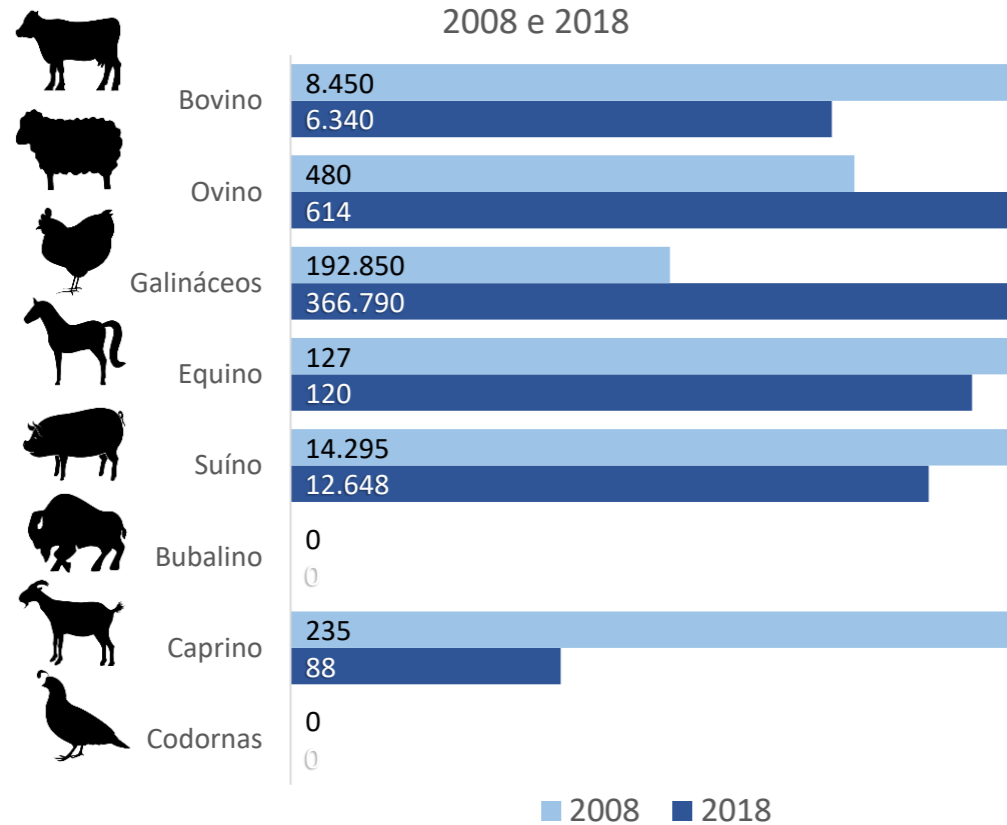 2008 e 2018
Bovino
8.450
6.340
Ovino
480
614
Galináceos
192.850
366.790
Equino
127
120
Suíno
14.295
12.648
Bubalino
0
0
Caprino
235
88
Codornas
0
0
2008 2018